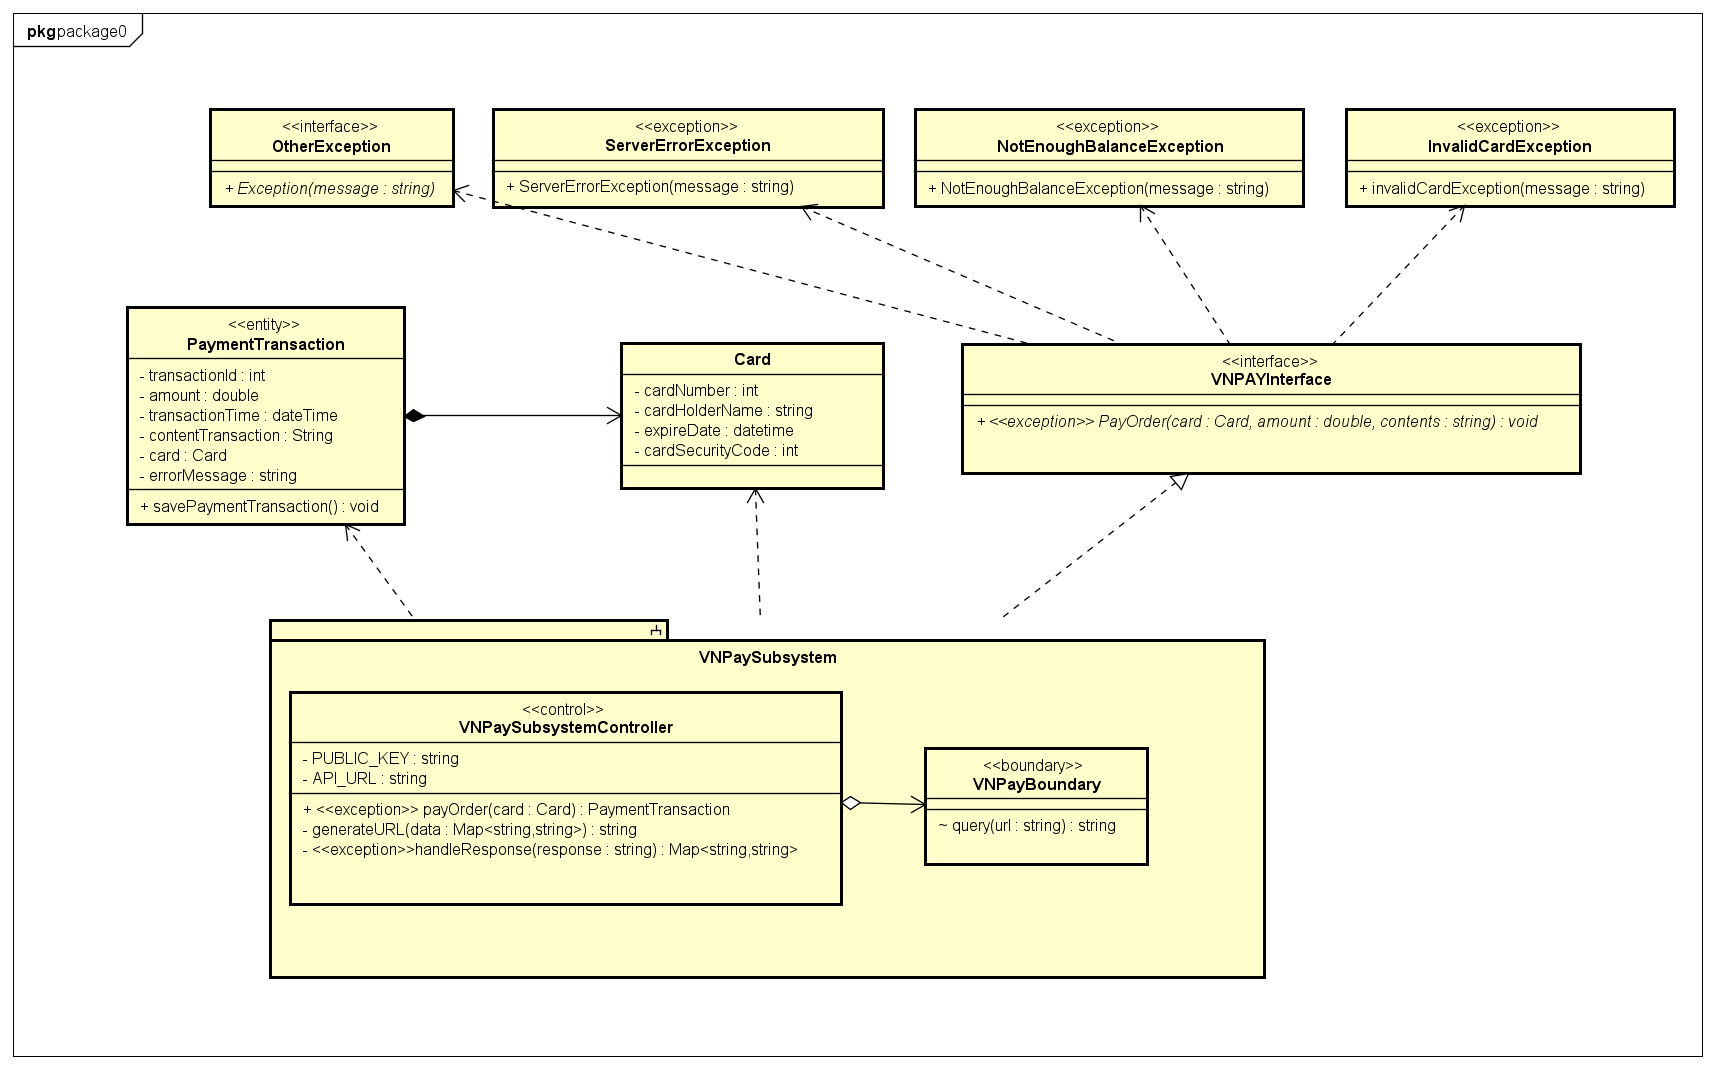 pkg package0
<<interface>>
OtherException
+ Exception(message : string)
<<exception>>
ServerErrorException
+ ServerErrorException(message : string)
<<exception>>
NotEnoughBalanceException
+ NotEnoughBalanceException(message : string)
<<exception>>
InvalidCardException
+ invalidCardException(message : string)
<<entity>>
PaymentTransaction
- transactionId : int
- amount : double
- transactionTime : dateTime
- contentTransaction : String
- card : Card
- errorMessage : string
+ savePaymentTransaction() : void
Card
- cardNumber : int
- cardHolderName : string
- expireDate : datetime
- cardSecurityCode : int
<<interface>>
VNPAYInterface
+ <<exception>> PayOrder(card : Card, amount : double, contents : string) : void
VNPaySubsystem
<<control>>
VNPaySubsystemController
- PUBLIC_KEY : string
- API_URL : string
+ <<exception>> payOrder(card : Card) : PaymentTransaction
- generateURL(data : Map<string,string>) : string
- <<exception>>handleResponse(response : string) : Map<string,string>
<<boundary>>
VNPayBoundary
~ query(url : string) : string